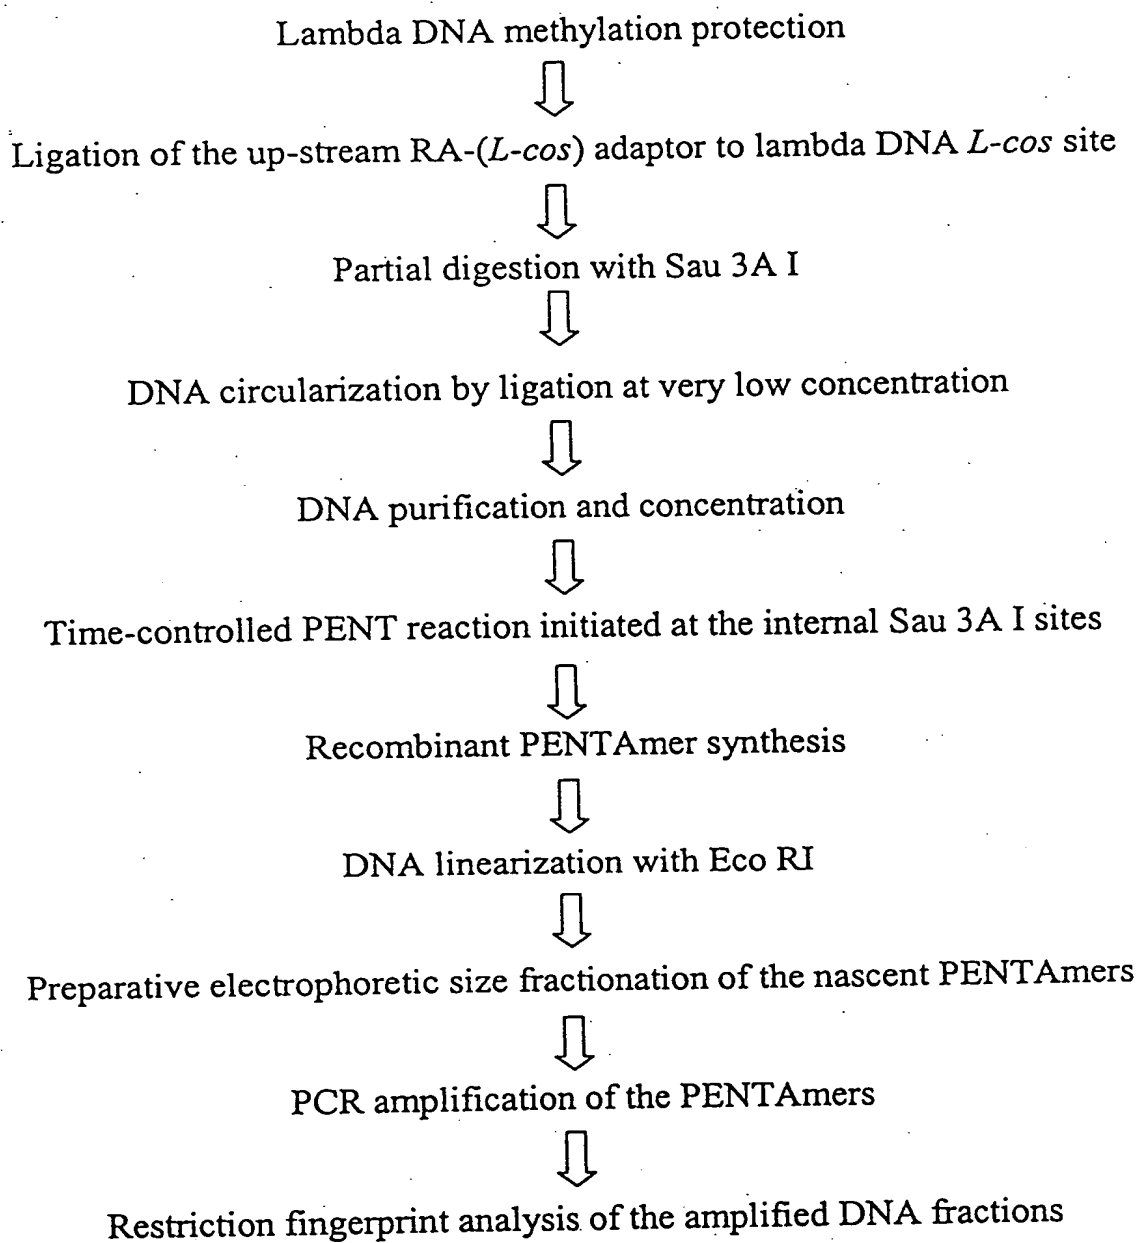 Lambda DNA methylation protection
Ligation of the up-stream RA-(L-cos) adaptor to lambda DNA L-cos site
Partial digestion with Sau 3A I
DNA circularization by ligation at very low concentration
DNA purification and concentration
Time-controlled PENT reaction initiated at the internal Sau 3A I sites
Recombinant PENTAmer synthesis
DNA linearization with Eco RI
Preparative electrophoretic size fractionation of the nascent PENTAmers
PCR amplification of the PENTAmers
Restriction fingerprint analysis of the amplified DNA fractions